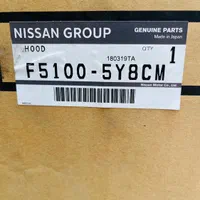 NISSAN GROUP
GENUINE PARTS
Made in Japan
HOOD
180319TA
QTY
1
F5100-5Y8CM
Nissan Motor Co., Ltd.